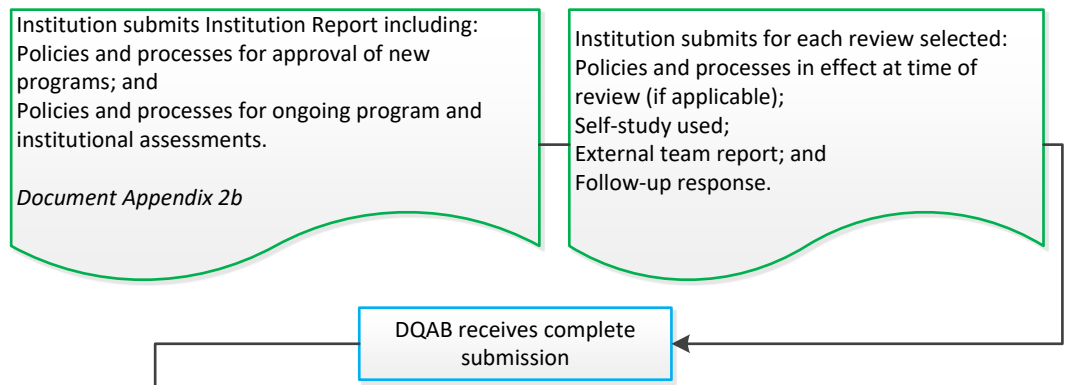 Institution submits Institution Report including:
Policies and processes for approval of new
programs; and
Policies and processes for ongoing program and
institutional assessments.
Document Appendix 2b
Institution submits for each review selected:
Policies and processes in effect at time of
review (if applicable);
Self-study used;
External team report; and
Follow-up response.
DQAB receives complete
submission